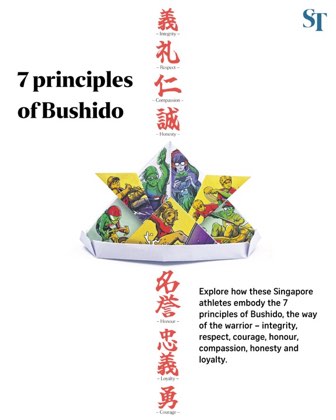 ST
7 principles
of Bushido
義
~ Integrity ~
礼
~ Respect ~
仁
~ Compassion ~
誠
~ Honesty ~
名
誉
~ Honour ~
忠
義
~ Loyalty ~
勇
~ Courage ~
Explore how these Singapore
athletes embody the 7
principles of Bushido, the way
of the warrior – integrity,
respect, courage, honour,
compassion, honesty and
loyalty.